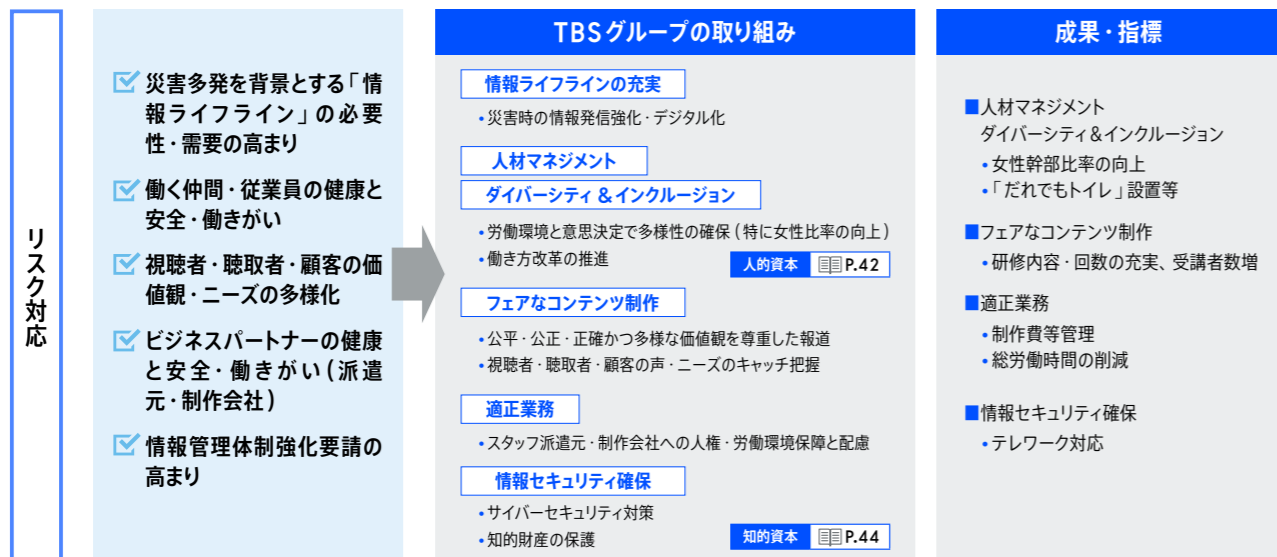 リスク対応
災害多発を背景とする「情
報ライフライン」の必要
性・需要の高まり
働く仲間・従業員の健康と
安全・働きがい
視聴者・聴取者・顧客の価
値観・ニーズの多様化
ビジネスパートナーの健康
と安全・働きがい(派遣
元・制作会社)
情報管理体制強化要請の
高まり
TBSグループの取り組み
情報ライフラインの充実
・災害時の情報発信強化・デジタル化
人材マネジメント
ダイバーシティ&インクルージョン
・労働環境と意思決定で多様性の確保(特に女性比率の向上)
・働き方改革の推進
人的資本 P.42
フェアなコンテンツ制作
・公平・公正・正確かつ多様な価値観を尊重した報道
・視聴者・聴取者・顧客の声・ニーズのキャッチ把握
適正業務
・スタッフ派遣元・制作会社への人権・労働環境保障と配慮
情報セキュリティ確保
・サイバーセキュリティ対策
・知的財産の保護
知的資本 P.44
成果・指標
■人材マネジメント
ダイバーシティ&インクルージョン
・女性幹部比率の向上
・「だれでもトイレ」設置等
■フェアなコンテンツ制作
・研修内容・回数の充実、受講者数増
■適正業務
・制作費等管理
・総労働時間の削減
■情報セキュリティ確保
・テレワーク対応